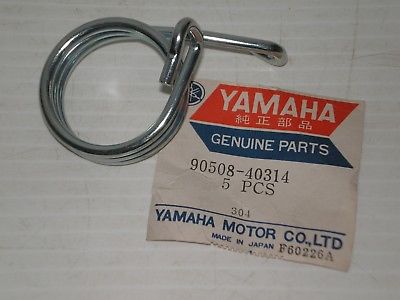 YAMAHA
純正部品
GENUINE PARTS
90508-40314
5 PCS
304
YAMAHA MOTOR CO.,LTD
MADE IN JAPAN F60226A